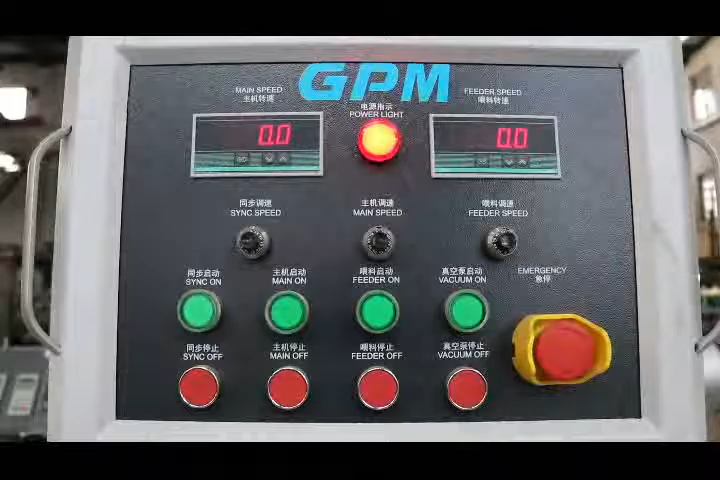 GPM
MAIN SPEED
主机转速
电源指示
POWER LIGHT
FEEDER SPEED
喂料转速
0.0
0.0
同步调速
SYNC SPEED
主机调速
MAIN SPEED
喂料调速
FEEDER SPEED
同步启动
SYNC ON
主机启动
MAIN ON
喂料启动
FEEDER ON
真空泵启动
VACUUM ON
EMERGENCY
急停
同步停止
SYNC OFF
主机停止
MAIN OFF
喂料停止
FEEDER OFF
真空泵停止
VACUUM OFF